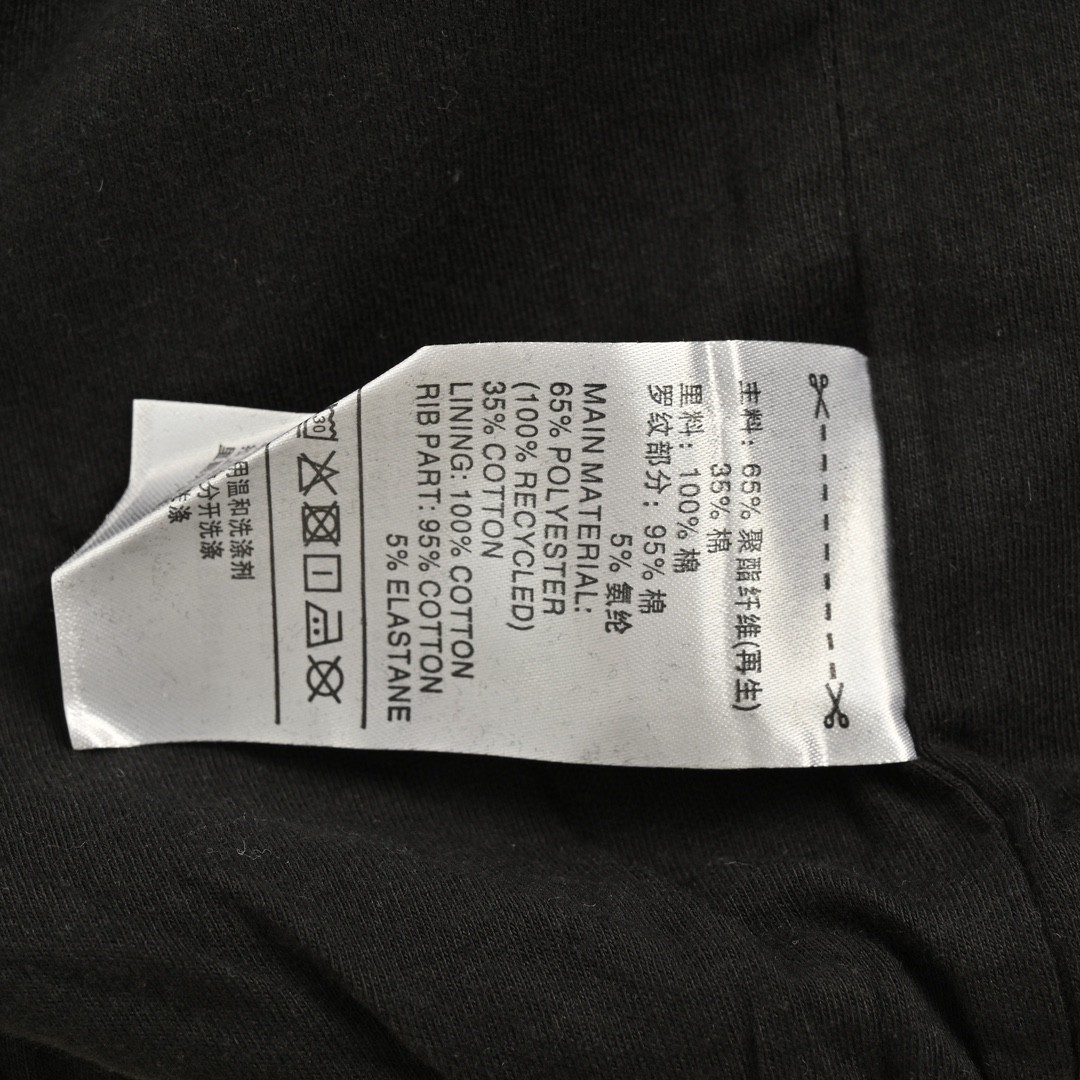 主料: 65% 聚酯纤维(再生)
35% 棉
里料: 100% 棉
罗纹部分: 95% 棉
5% 氨纶
MAIN MATERIAL:
65% POLYESTER
(100% RECYCLED)
35% COTTON
LINING: 100% COTTON
RIB PART: 95% COTTON
5% ELASTANE
30
用温和洗涤剂
分开洗涤
涤